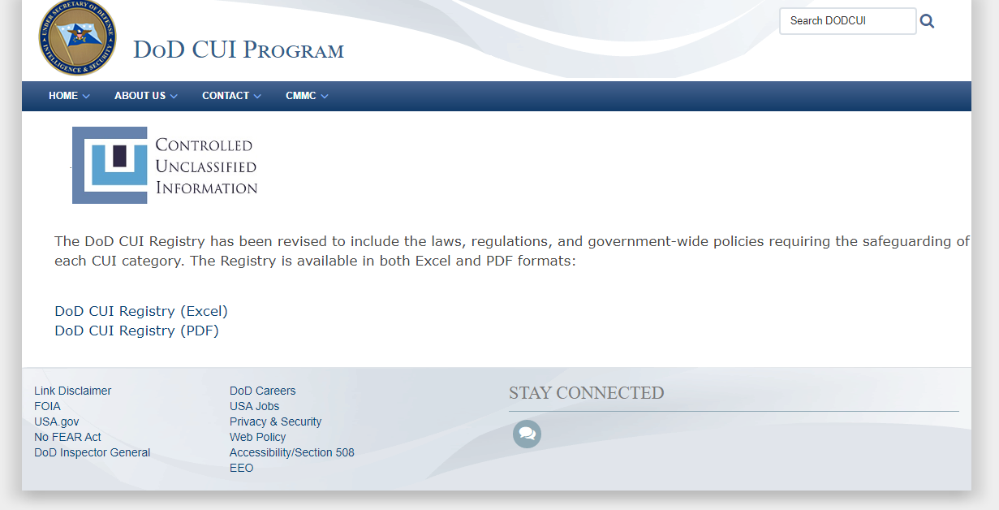 UNDER SECRETARY OF DEFENSE
INTELLIGENCE & SECURITY
DOD CUI PROGRAM
Search DODCUI
HOME ABOUT US CONTACT CMMC
CONTROLLED
UNCLASSIFIED
INFORMATION
The DoD CUI Registry has been revised to include the laws, regulations, and government-wide policies requiring the safeguarding of
each CUI category. The Registry is available in both Excel and PDF formats:
DoD CUI Registry (Excel)
DoD CUI Registry (PDF)
Link Disclaimer
FOIA
USA.gov
No FEAR Act
DoD Inspector General
DoD Careers
USA Jobs
Privacy & Security
Web Policy
Accessibility/Section 508
EEO
STAY CONNECTED